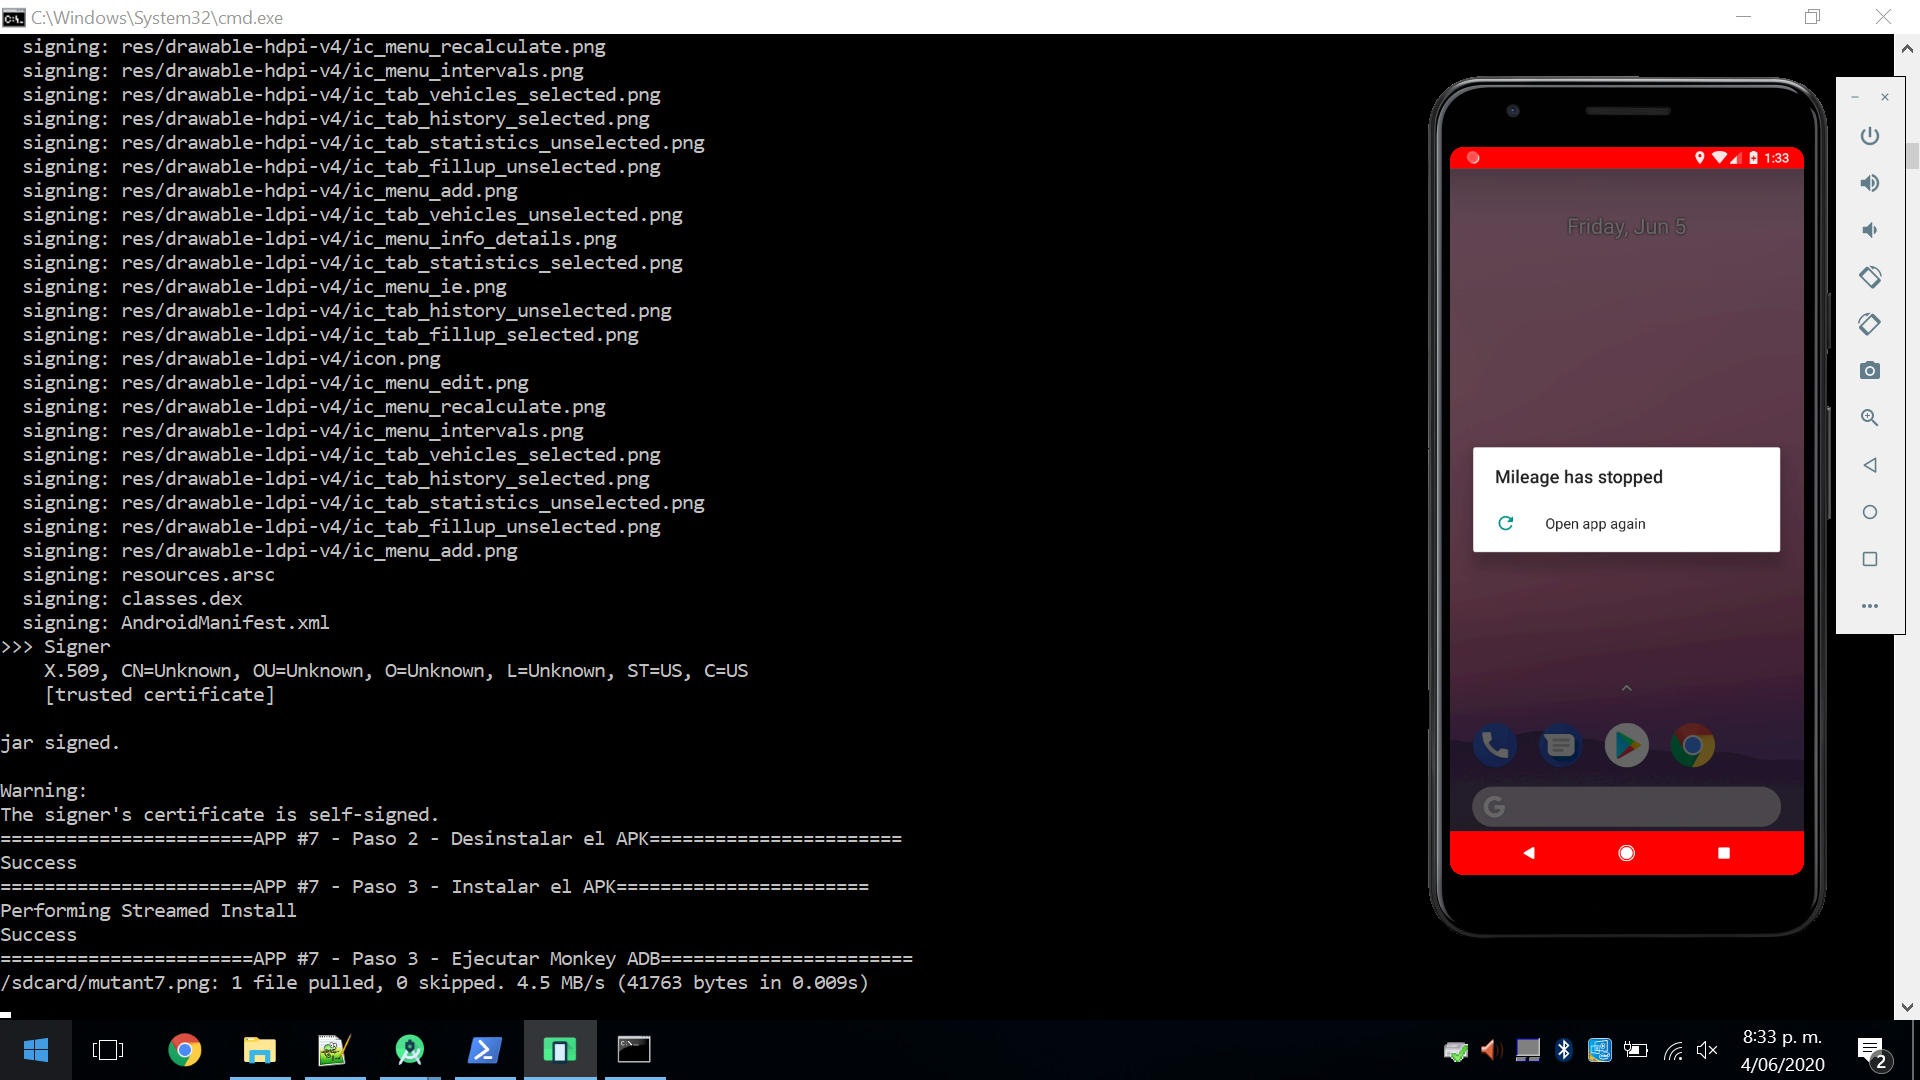 C:\Windows\System32\cmd.exe
signing: res/drawable-hdpi-v4/ic_menu_recalculate.png
signing: res/drawable-hdpi-v4/ic_menu_intervals.png
signing: res/drawable-hdpi-v4/ic_tab_vehicles_selected.png
signing: res/drawable-hdpi-v4/ic_tab_history_selected.png
signing: res/drawable-hdpi-v4/ic_tab_statistics_unselected.png
signing: res/drawable-hdpi-v4/ic_tab_fillup_unselected.png
signing: res/drawable-hdpi-v4/ic_menu_add.png
signing: res/drawable-ldpi-v4/ic_tab_vehicles_unselected.png
signing: res/drawable-ldpi-v4/ic_menu_info_details.png
signing: res/drawable-ldpi-v4/ic_tab_statistics_selected.png
signing: res/drawable-ldpi-v4/ic_menu_ie.png
signing: res/drawable-ldpi-v4/ic_tab_history_unselected.png
signing: res/drawable-ldpi-v4/ic_tab_fillup_selected.png
signing: res/drawable-ldpi-v4/icon.png
signing: res/drawable-ldpi-v4/ic_menu_edit.png
signing: res/drawable-ldpi-v4/ic_menu_recalculate.png
signing: res/drawable-ldpi-v4/ic_menu_intervals.png
signing: res/drawable-ldpi-v4/ic_tab_vehicles_selected.png
signing: res/drawable-ldpi-v4/ic_tab_history_selected.png
signing: res/drawable-ldpi-v4/ic_tab_statistics_unselected.png
signing: res/drawable-ldpi-v4/ic_tab_fillup_unselected.png
signing: res/drawable-ldpi-v4/ic_menu_add.png
signing: resources.arsc
signing: classes.dex
signing: AndroidManifest.xml
>>> Signer
X.509, CN=Unknown, OU=Unknown, O=Unknown, L=Unknown, ST=US, C=US
[trusted certificate]
jar signed.
Warning:
The signer's certificate is self-signed.
=======================APP #7 - Paso 2 - Desinstalar el APK=======================
Success
=======================APP #7 - Paso 3 - Instalar el APK=======================
Performing Streamed Install
Success
=======================APP #7 - Paso 3 - Ejecutar Monkey ADB=======================
/sdcard/mutant7.png: 1 file pulled, 0 skipped. 4.5 MB/s (41763 bytes in 0.009s)
1:33
Friday, Jun 5
Mileage has stopped
Open app again
G
8:33 p. m.
4/06/2020
2